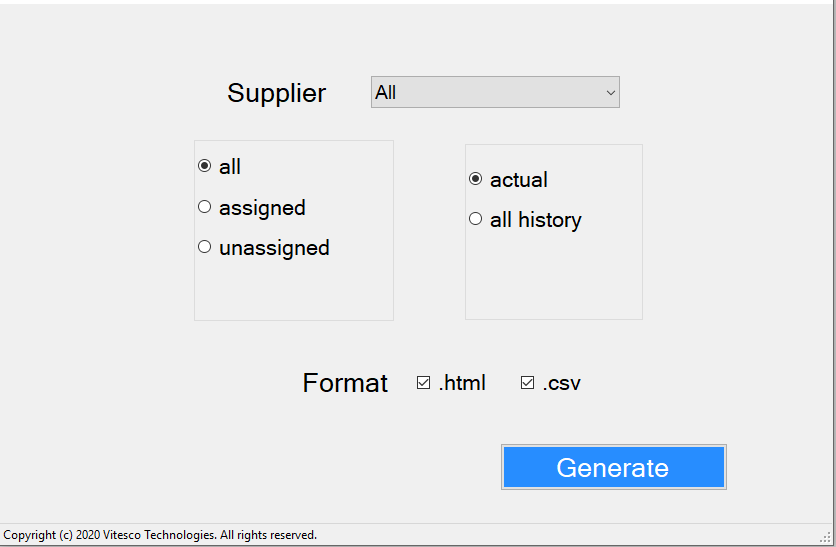 Supplier
All
all
assigned
unassigned
actual
all history
Format
.html
.csv
Generate
Copyright (c) 2020 Vitesco Technologies. All rights reserved.